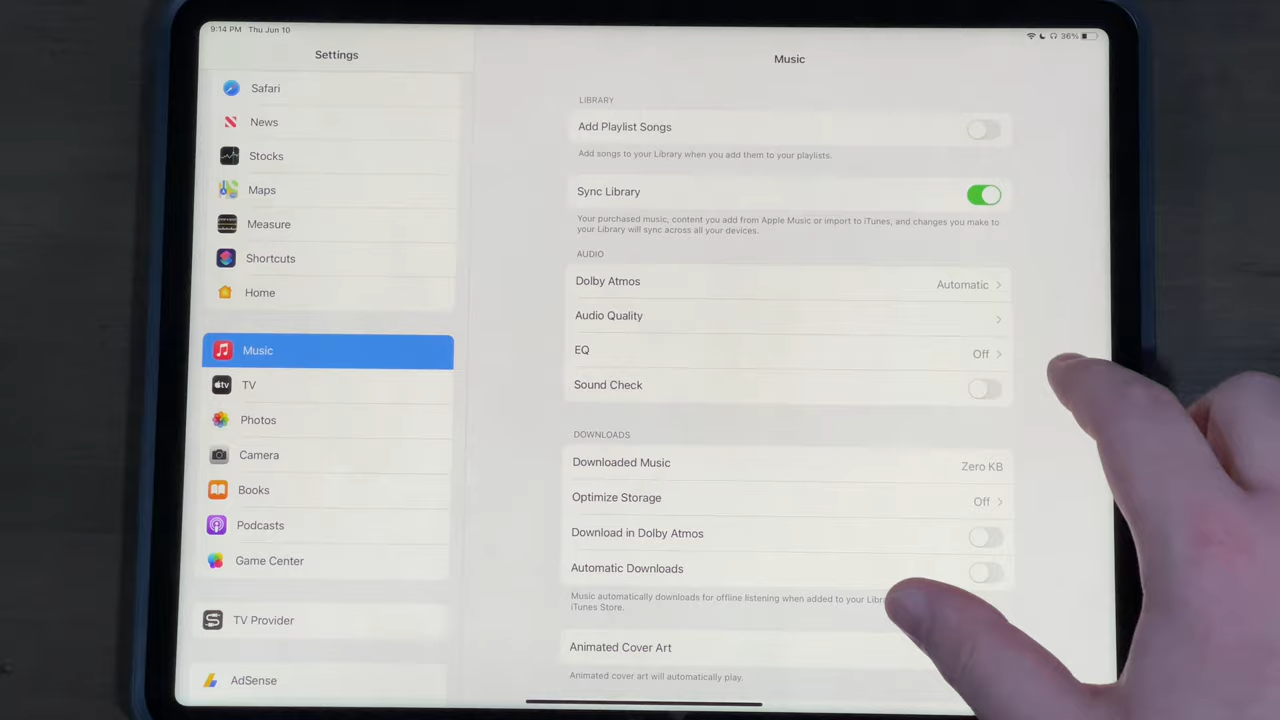 9:14 PM Thu Jun 10
36%
Settings
Safari
News
Stocks
Maps
Measure
Shortcuts
Home
Music
TV
Photos
Camera
Books
Podcasts
Game Center
TV Provider
AdSense
Music
LIBRARY
Add Playlist Songs
Add songs to your Library when you add them to your playlists.
Sync Library
Your purchased music, content you add from Apple Music or import to iTunes, and changes you make to
your Library will sync across all your devices.
AUDIO
Dolby Atmos Automatic
Audio Quality
EQ Off
Sound Check
DOWNLOADS
Downloaded Music Zero KB
Optimize Storage Off
Download in Dolby Atmos
Automatic Downloads
Music automatically downloads for offline listening when added to your
iTunes Store.
Animated Cover Art
Animated cover art will automatically play.